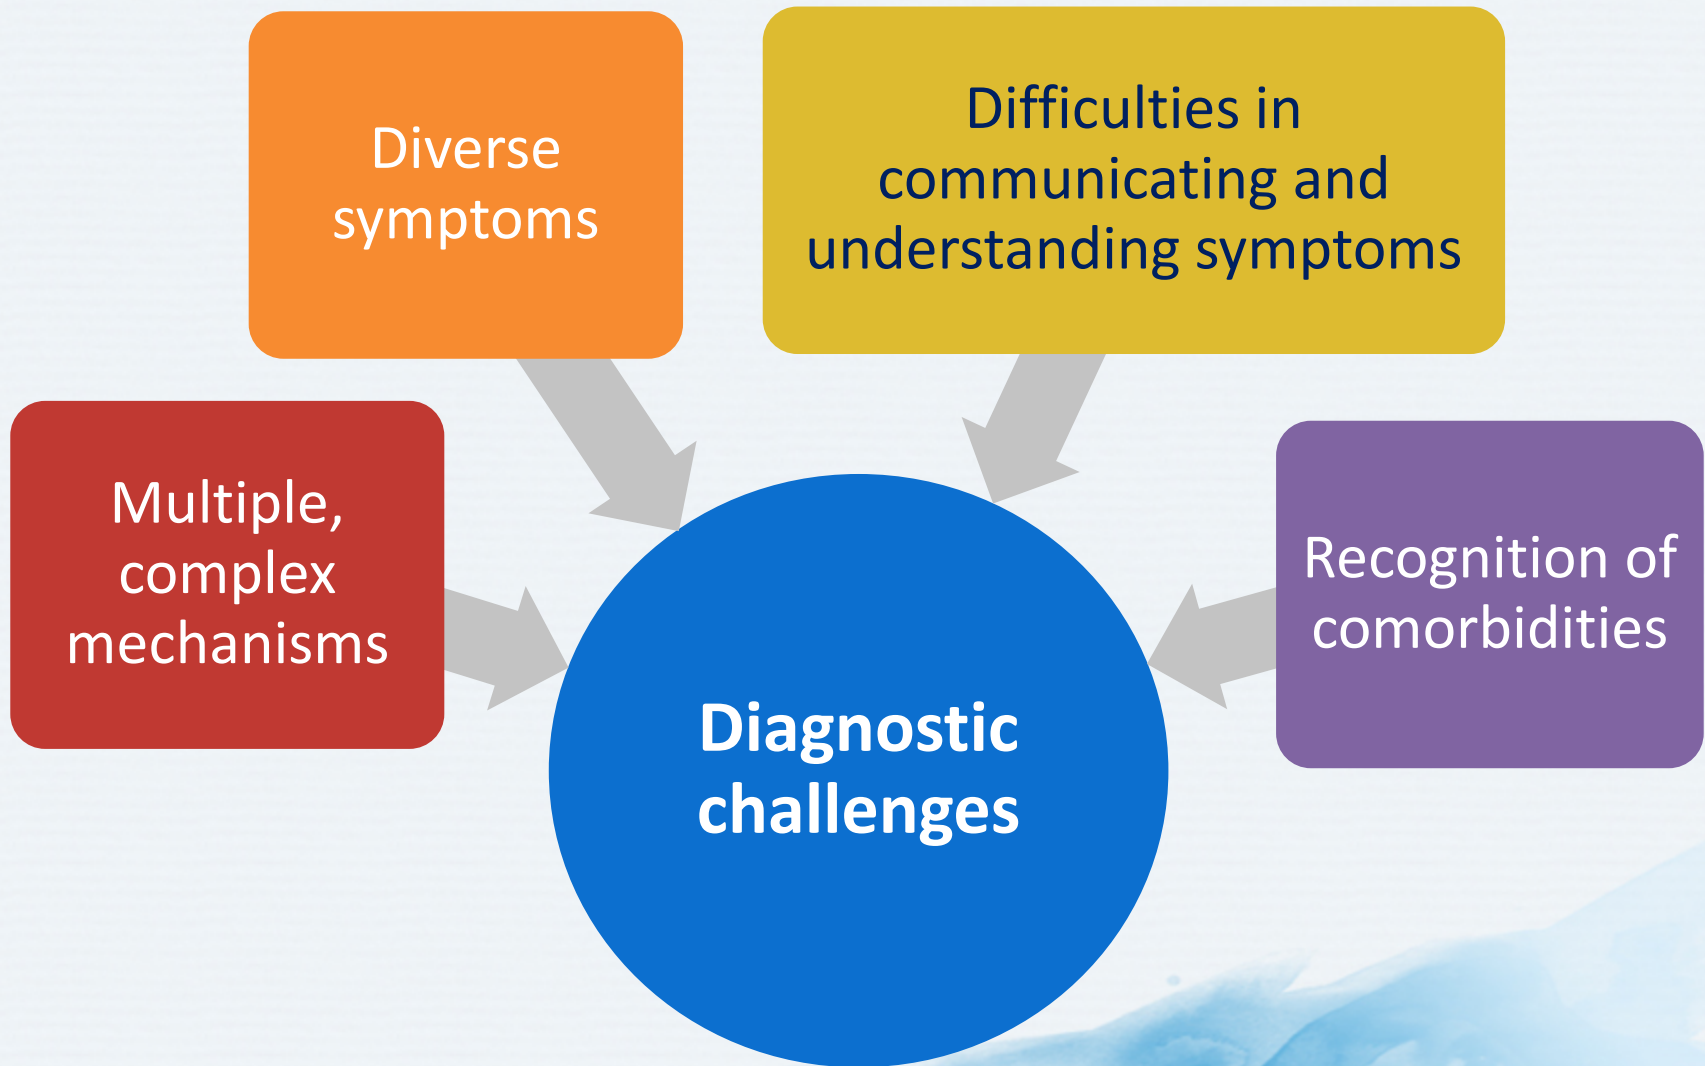 Diverse
symptoms
Difficulties in
communicating and
understanding symptoms
Multiple,
complex
mechanisms
Recognition of
comorbidities
Diagnostic
challenges